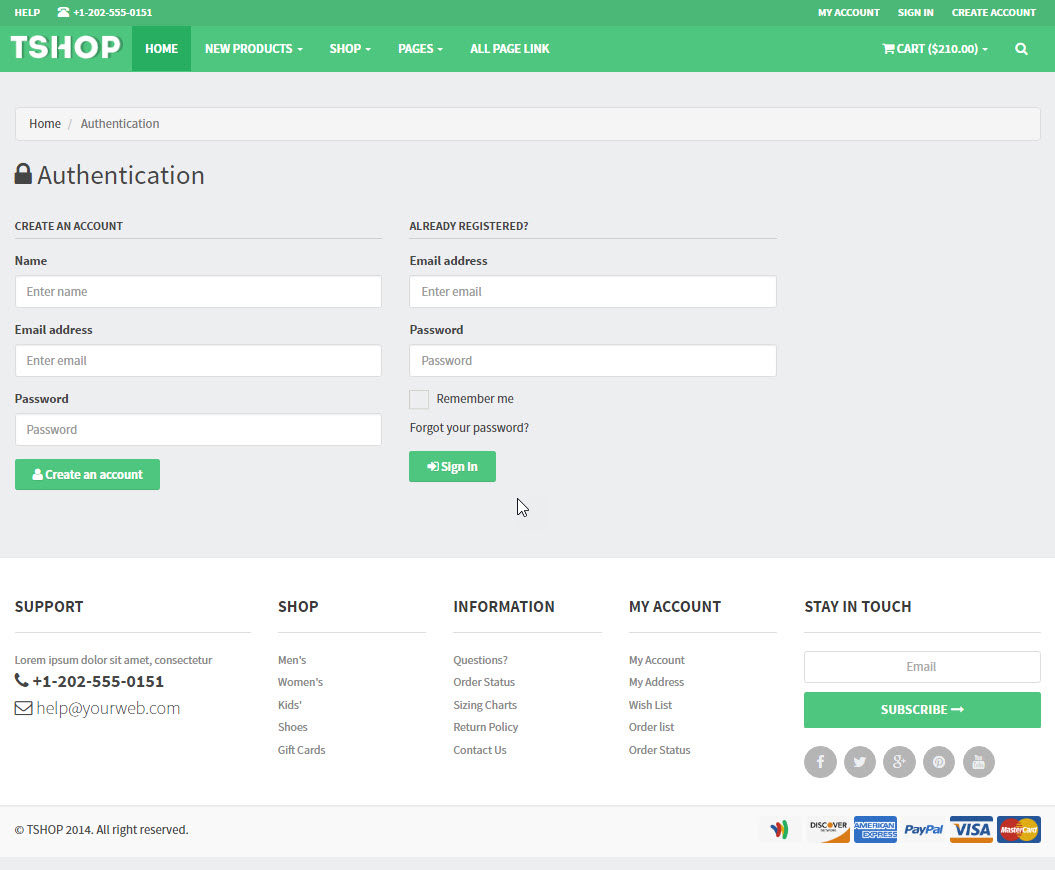 HELP +1-202-555-0151 MY ACCOUNT SIGN IN CREATE ACCOUNT
TSHOP HOME NEW PRODUCTS SHOP PAGES ALL PAGE LINK CART ($210.00)
Home / Authentication
Authentication
CREATE AN ACCOUNT
Name
Enter name
Email address
Enter email
Password
Password
Create an account
ALREADY REGISTERED?
Email address
Enter email
Password
Password
Remember me
Forgot your password?
Sign In
SUPPORT
Lorem ipsum dolor sit amet, consectetur
+1-202-555-0151
help@yourweb.com
SHOP
Men's
Women's
Kids'
Shoes
Gift Cards
INFORMATION
Questions?
Order Status
Sizing Charts
Return Policy
Contact Us
MY ACCOUNT
My Account
My Address
Wish List
Order list
Order Status
STAY IN TOUCH
Email
SUBSCRIBE
f g+ You Tube
© TSHOP 2014. All right reserved.
DISCOVER NETWORK AMERICAN EXPRESS PayPal VISA MasterCard